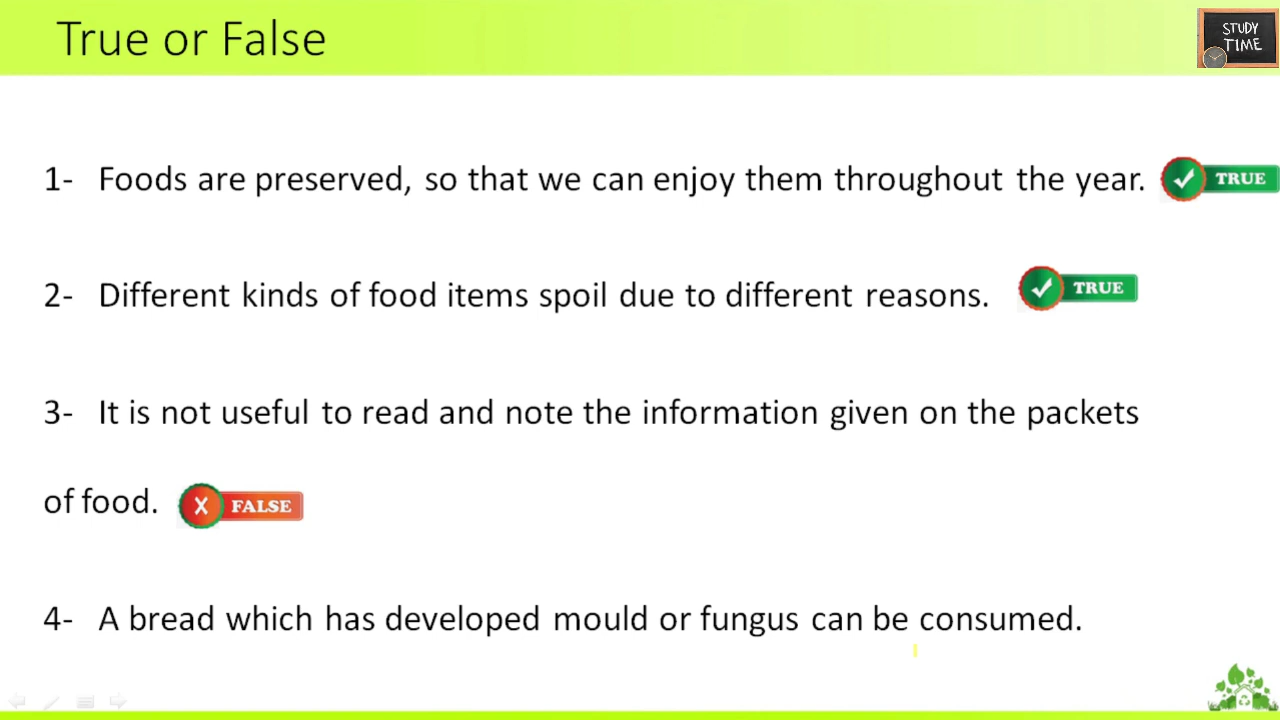 True or False
STUDY
TIME
1- Foods are preserved, so that we can enjoy them throughout the year. TRUE
2- Different kinds of food items spoil due to different reasons. TRUE
3- It is not useful to read and note the information given on the packets
of food. FALSE
4- A bread which has developed mould or fungus can be consumed.